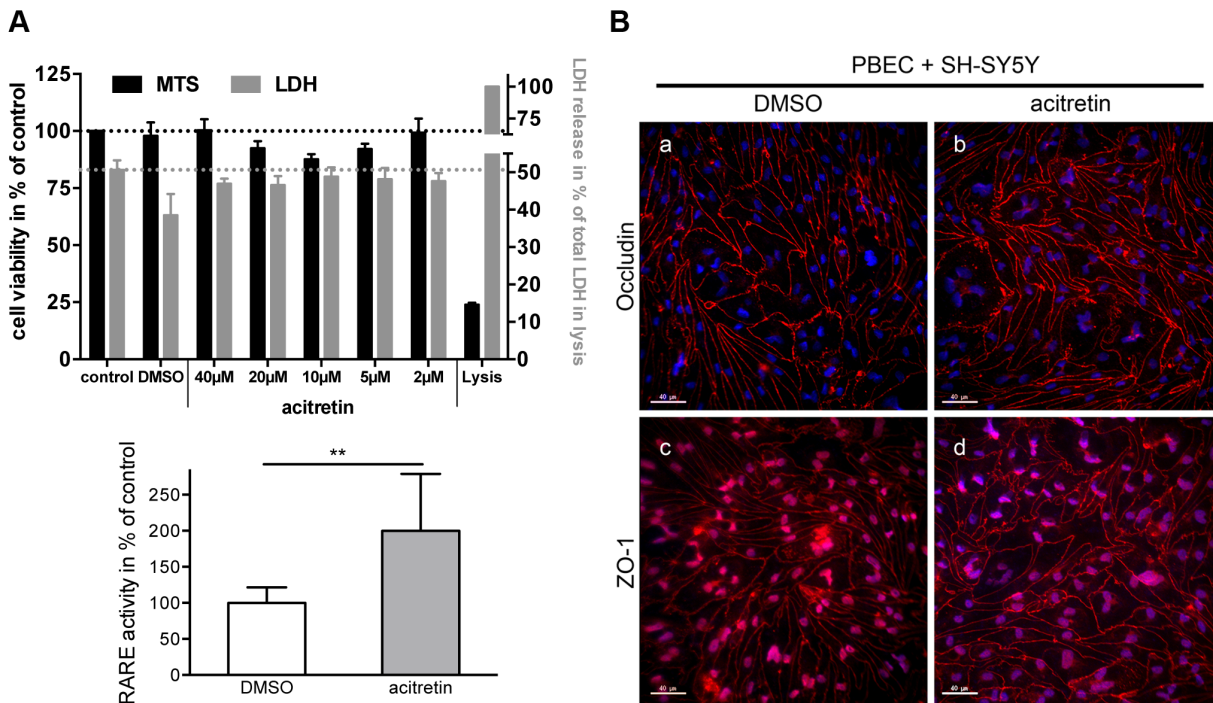 A
B
125
100
75
50
25
0
cell viability in % of control
MTS
LDH
100
75
50
40
30
20
10
0
LDH release in % of total LDH in lysis
control
DMSO
40µM
20µM
10µM
5µM
2µM
Lysis
acitretin
RARE activity in % of control
250
200
150
100
50
0
**
DMSO
acitretin
PBEC + SH-SY5Y
DMSO
acitretin
Occludin
a
40 µm
b
40 µm
ZO-1
c
40 µm
d
40 µm